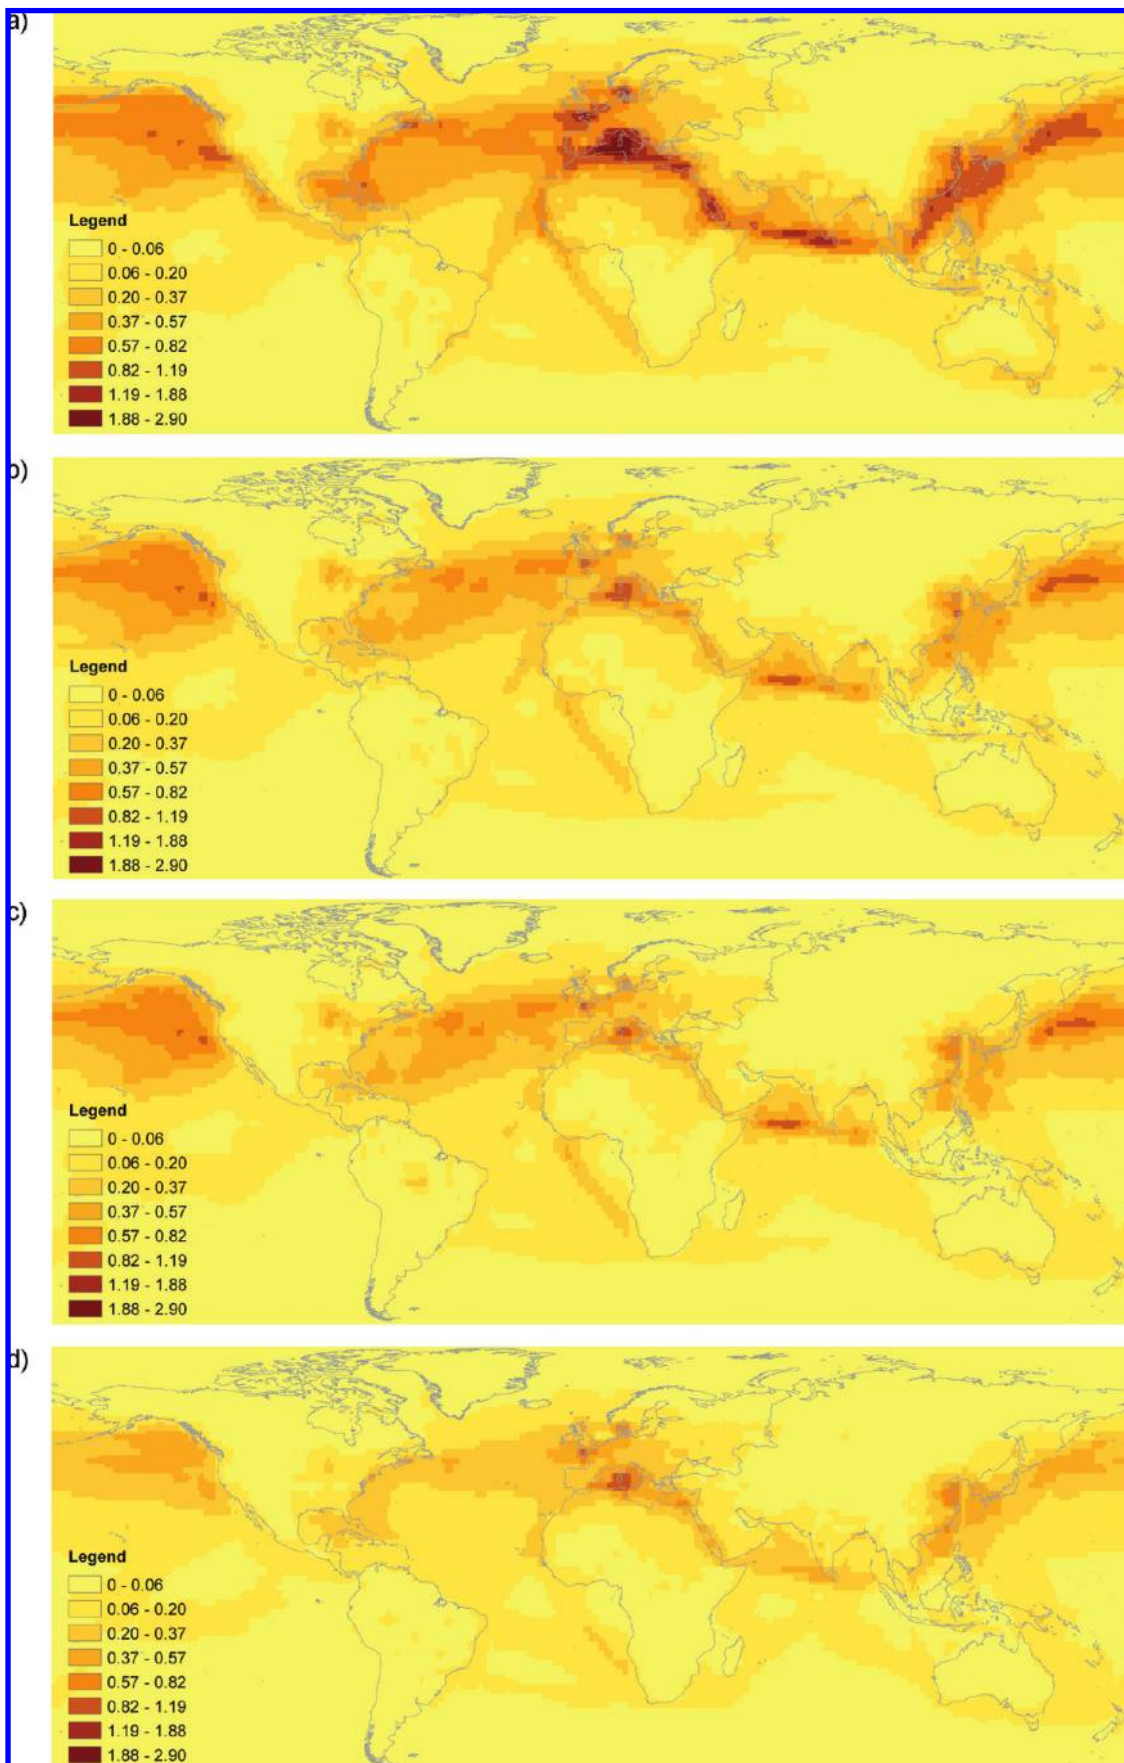 a)
Legend
0 - 0.06
0.06 - 0.20
0.20 - 0.37
0.37 - 0.57
0.57 - 0.82
0.82 - 1.19
1.19 - 1.88
1.88 - 2.90
b)
Legend
0 - 0.06
0.06 - 0.20
0.20 - 0.37
0.37 - 0.57
0.57 - 0.82
0.82 - 1.19
1.19 - 1.88
1.88 - 2.90
c)
Legend
0 - 0.06
0.06 - 0.20
0.20 - 0.37
0.37 - 0.57
0.57 - 0.82
0.82 - 1.19
1.19 - 1.88
1.88 - 2.90
d)
Legend
0 - 0.06
0.06 - 0.20
0.20 - 0.37
0.37 - 0.57
0.57 - 0.82
0.82 - 1.19
1.19 - 1.88
1.88 - 2.90